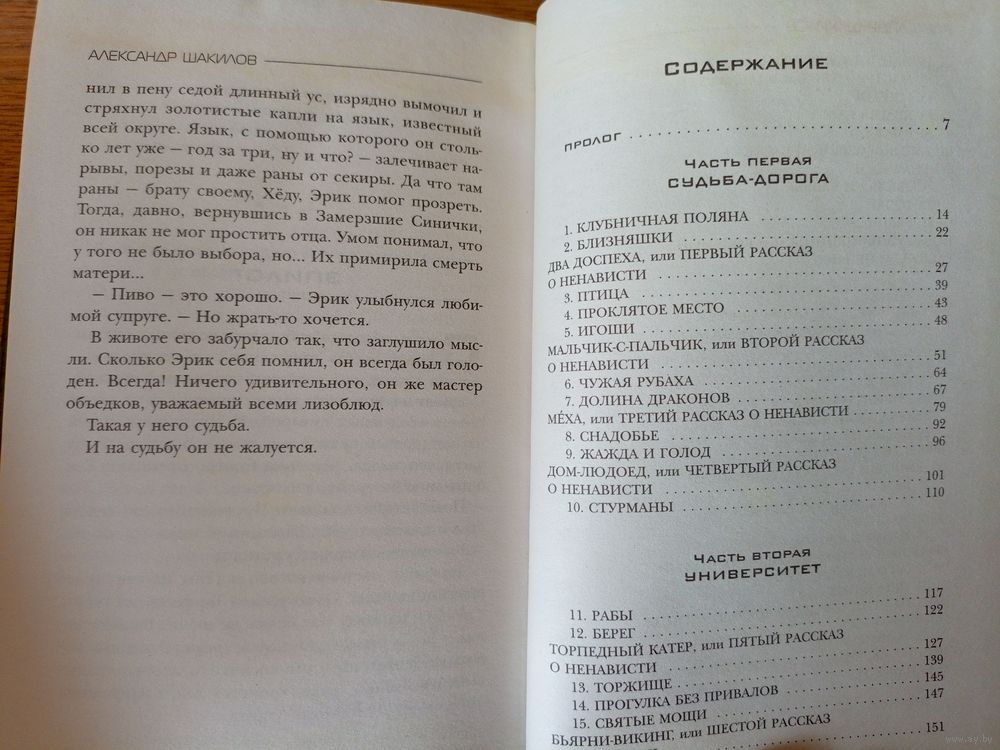 АЛЕКСАНДР ШАКИЛОВ
нил в пену седой длинный ус, изрядно вымочил и
стряхнул золотистые капли на язык, известный
всей округе. Язык, с помощью которого он столь-
ко лет уже — год за три, ну и что? — залечивает на-
рывы, порезы и даже раны от секиры. Да что там
раны — брату своему, Хёду, Эрик помог прозреть.
Тогда, давно, вернувшись в Замерзшие Синички,
он никак не мог простить отца. Умом понимал, что
у того не было выбора, но... Их примирила смерть
матери...
— Пиво — это хорошо. — Эрик улыбнулся люби-
мой супруге. — Но жрать-то хочется.
В животе его забурчало так, что заглушило мыс-
ли. Сколько Эрик себя помнил, он всегда был голо-
ден. Всегда! Ничего удивительного, он же мастер
объедков, уважаемый всеми лизоблюд.
Такая у него судьба.
И на судьбу он не жалуется.
СОДЕРЖАНИЕ
ПРОЛОГ . . . . . . . . . . . . . . . . . . . . 7
ЧАСТЬ ПЕРВАЯ
СУДЬБА-ДОРОГА
1. КЛУБНИЧНАЯ ПОЛЯНА . . . . . . . . . . . . . . . . 14
2. БЛИЗНЯШКИ . . . . . . . . . . . . . . . . 22
ДВА ДОСПЕХА, или ПЕРВЫЙ РАССКАЗ
О НЕНАВИСТИ . . . . . . . . . . . . . . . . 27
3. ПТИЦА . . . . . . . . . . . . . . . . 39
4. ПРОКЛЯТОЕ МЕСТО . . . . . . . . . . . . . . . . 43
5. ИГОШИ . . . . . . . . . . . . . . . . 48
МАЛЬЧИК-С-ПАЛЬЧИК, или ВТОРОЙ РАССКАЗ
О НЕНАВИСТИ . . . . . . . . . . . . . . . . 51
6. ЧУЖАЯ РУБАХА . . . . . . . . . . . . . . . . 64
7. ДОЛИНА ДРАКОНОВ . . . . . . . . . . . . . . . . 67
МЁХА, или ТРЕТИЙ РАССКАЗ О НЕНАВИСТИ . . . . . . . . 79
8. СНАДОБЬЕ . . . . . . . . . . . . . . . . 92
9. ЖАЖДА И ГОЛОД . . . . . . . . . . . . . . . . 96
ДОМ-ЛЮДОЕД, или ЧЕТВЕРТЫЙ РАССКАЗ
О НЕНАВИСТИ . . . . . . . . . . . . . . . . 101
10. СТУРМАНЫ . . . . . . . . . . . . . . . . 110
ЧАСТЬ ВТОРАЯ
УНИВЕРСИТЕТ
11. РАБЫ . . . . . . . . . . . . . . . . 117
12. БЕРЕГ . . . . . . . . . . . . . . . . 122
ТОРПЕДНЫЙ КАТЕР, или ПЯТЫЙ РАССКАЗ
О НЕНАВИСТИ . . . . . . . . . . . . . . . . 127
13. ТОРЖИЩЕ . . . . . . . . . . . . . . . . 139
14. ПРОГУЛКА БЕЗ ПРИВАЛОВ . . . . . . . . . . . . 145
15. СВЯТЫЕ МОЩИ . . . . . . . . . . . . . . . . 147
БЬЯРНИ-ВИКИНГ, или ШЕСТОЙ РАССКАЗ
151
www.ay.by